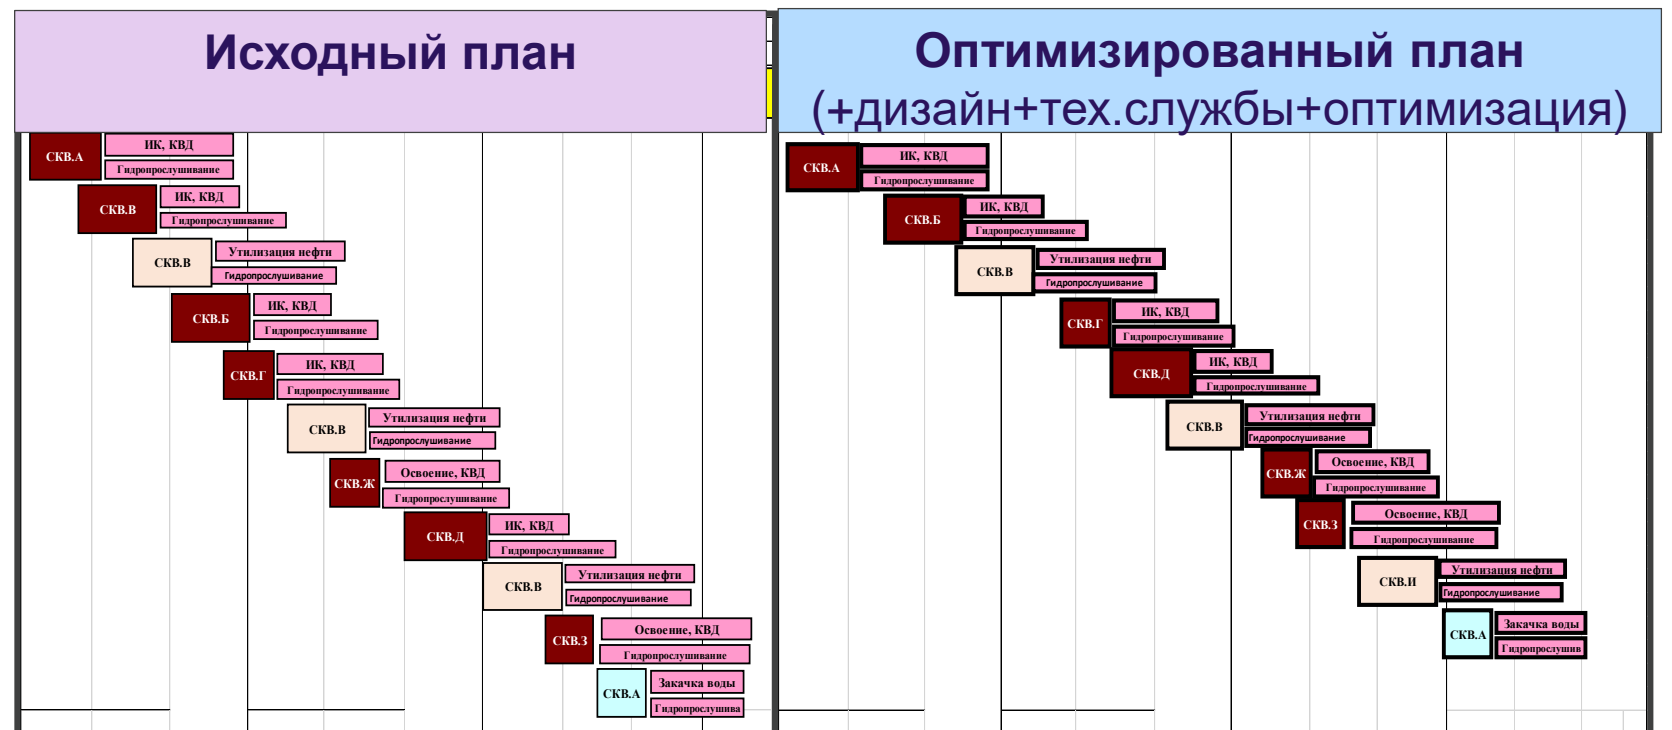 Исходный план
СКВ.А
ИК, КВД
Гидропрослушивание
СКВ.В
ИК, КВД
Гидропрослушивание
СКВ.В
Утилизация нефти
Гидропрослушивание
СКВ.Б
ИК, КВД
Гидропрослушивание
СКВ.Г
ИК, КВД
Гидропрослушивание
СКВ.В
Утилизация нефти
Гидропрослушивание
СКВ.Ж
Освоение, КВД
Гидропрослушивание
СКВ.Д
ИК, КВД
Гидропрослушивание
СКВ.В
Утилизация нефти
Гидропрослушивание
СКВ.З
Освоение, КВД
Гидропрослушивание
СКВ.А
Закачка воды
Гидропрослушива
Оптимизированный план
(+дизайн+тех.службы+оптимизация)
СКВ.А
ИК, КВД
Гидропрослушивание
СКВ.Б
ИК, КВД
Гидропрослушивание
СКВ.В
Утилизация нефти
Гидропрослушивание
СКВ.Г
ИК, КВД
Гидропрослушивание
СКВ.Д
ИК, КВД
Гидропрослушивание
СКВ.В
Утилизация нефти
Гидропрослушивание
СКВ.Ж
Освоение, КВД
Гидропрослушивание
СКВ.З
Освоение, КВД
Гидропрослушивание
СКВ.И
Утилизация нефти
Гидропрослушивание
СКВ.А
Закачка воды
Гидропрослушив